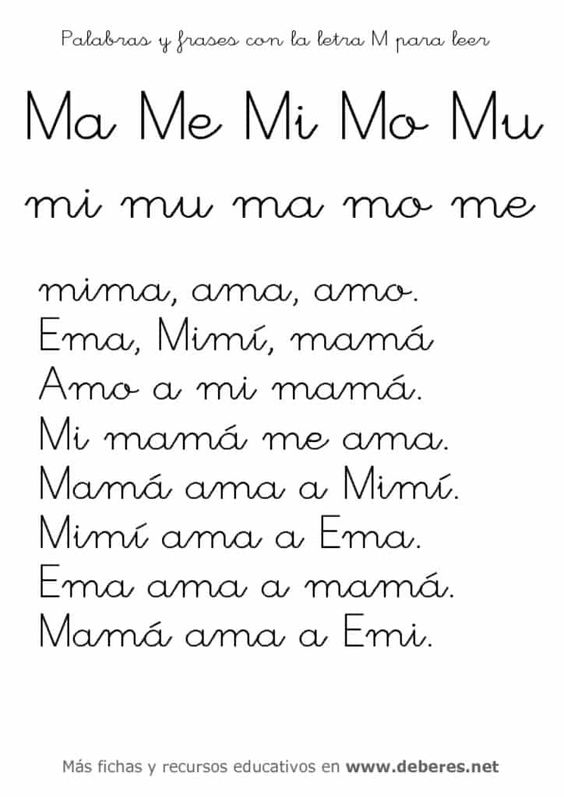 Palabras y frases con la letra M para leer
Ma Me Mi Mo Mu
mi mu ma mo me
mima, ama, amo.
Ema, Mimí, mamá
Amo a mi mamá.
Mi mamá me ama.
Mamá ama a Mimí.
Mimí ama a Ema.
Ema ama a mamá.
Mamá ama a Emi.
Más fichas y recursos educativos en www.deberes.net